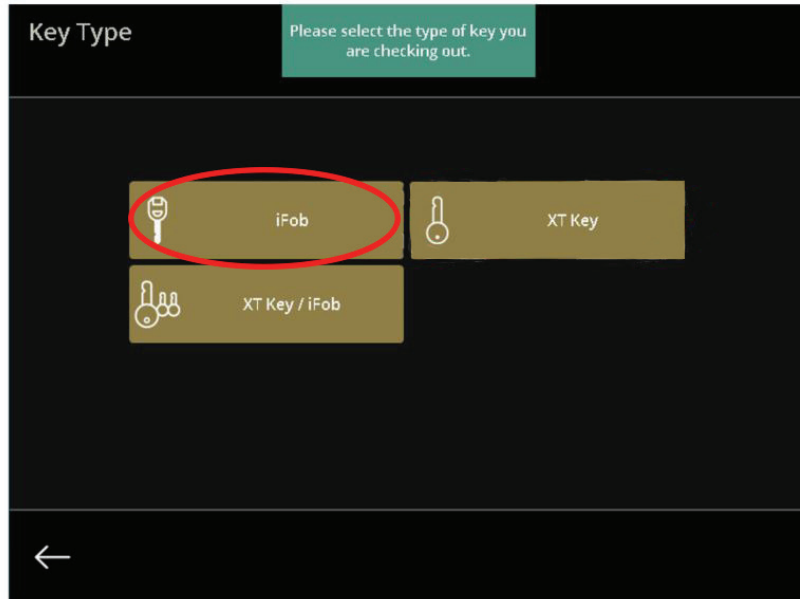 Key Type
Please select the type of key you
are checking out.
iFob
XT Key
XT Key / iFob